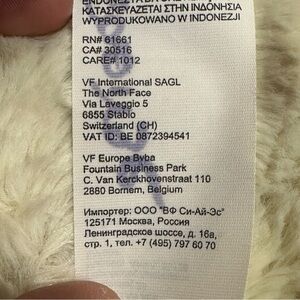 ΚΑΤΑΣΚΕΥΑΖΕΤΑΙ ΣΤΗΝ ΙΝΔΟΝΗΣΙΑ
WYPRODUKOWANO W INDONEZJI
RN# 61661
CA# 30516
CARE# 1012
VF International SAGL
The North Face
Via Laveggio 5
6855 Stabio
Switzerland (CH)
VAT ID: BE 0872394541
VF Europe Bvba
Fountain Business Park
C. Van Kerckhovenstraat 110
2880 Bornem, Belgium
Импортер: ООО "ВФ Си-Ай-Эс"
125171 Москва, Россия
Ленинградское шоссе, д. 16а,
стр. 1, тел. +7 (495) 797 60 70